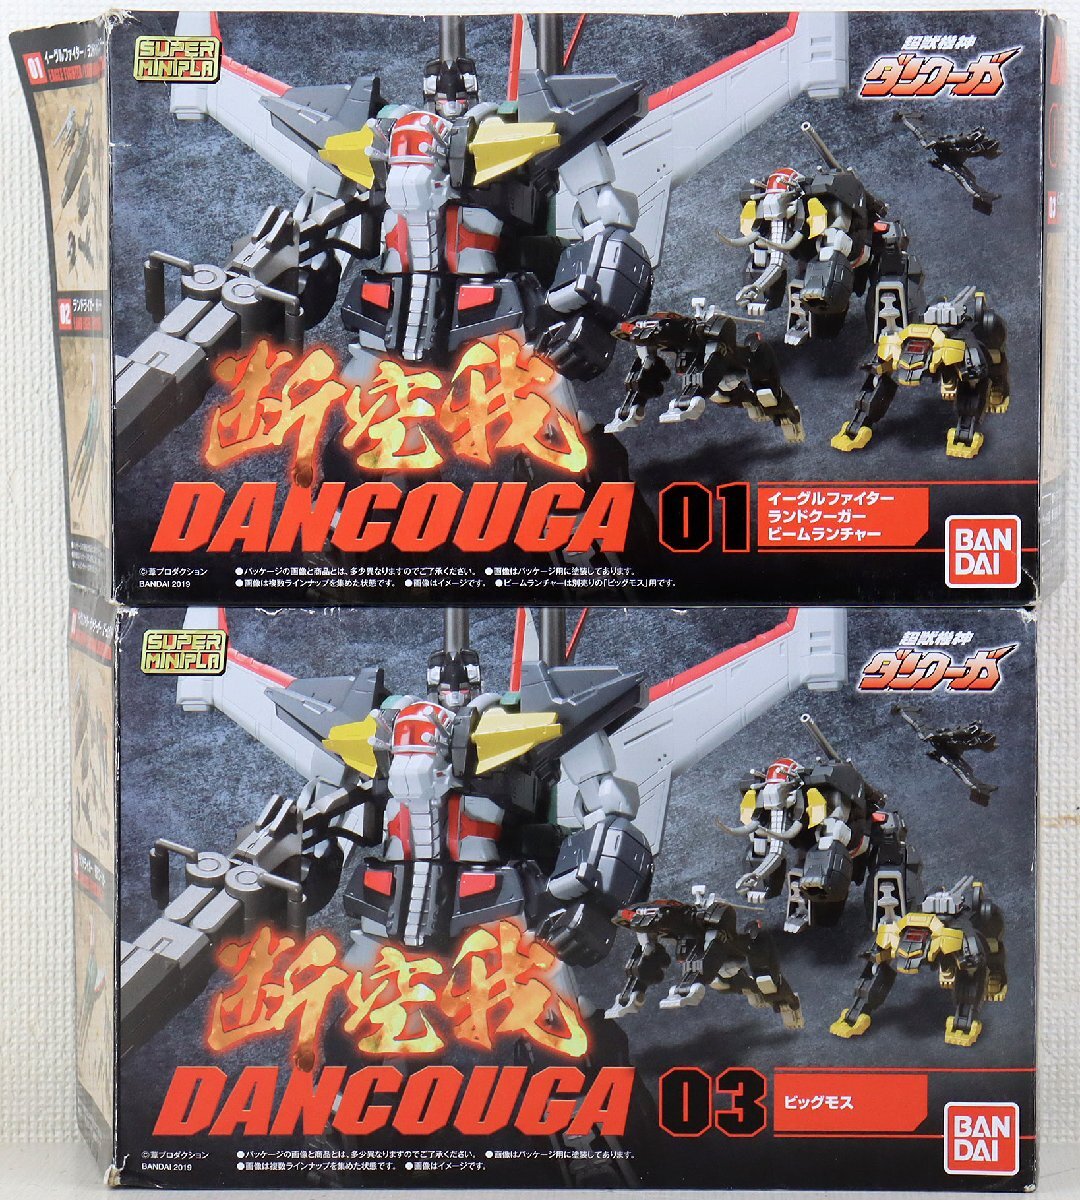 01 イーグルファイター
SUPER
MINIPLA
超獣機神
ダンクーガ
断空我
DANCOUGA 01
イーグルファイター
ランドクーガー
ビームランチャー
BAN
DAI
©葦プロダクション
BANDAI 2019
●パッケージの画像と商品とは、多少異なりますのでご了承ください。 ●画像はパッケージ用に塗装してあります。
●画像は複数ラインナップを集めた状態です。 ●画像はイメージです。 ●ビームランチャーは別売りの「ビッグモス」用です。
02 ランドライガー
03
SUPER
MINIPLA
超獣機神
ダンクーガ
断空我
DANCOUGA 03
ビッグモス
BAN
DAI
©葦プロダクション
BANDAI 2019
●パッケージの画像と商品とは、多少異なりますのでご了承ください。 ●画像はパッケージ用に塗装してあります。
●画像は複数ラインナップを集めた状態です。 ●画像はイメージです。